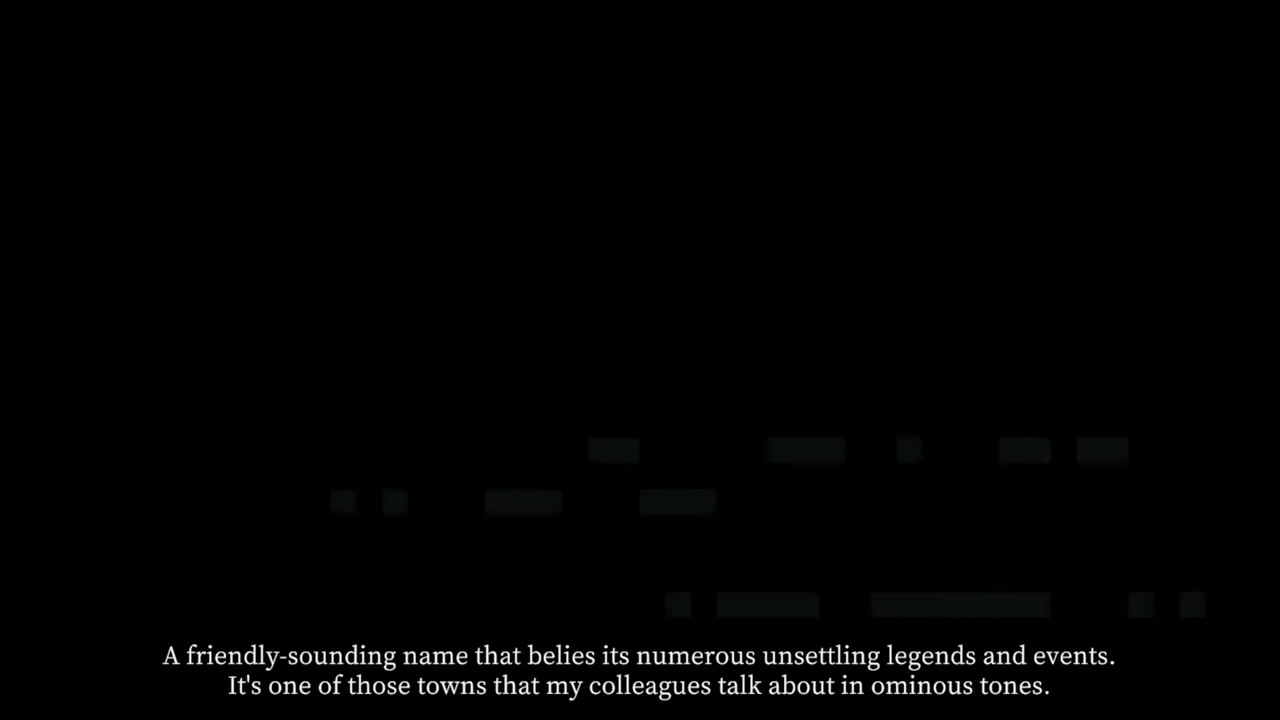 A friendly-sounding name that belies its numerous unsettling legends and events.
It's one of those towns that my colleagues talk about in ominous tones.